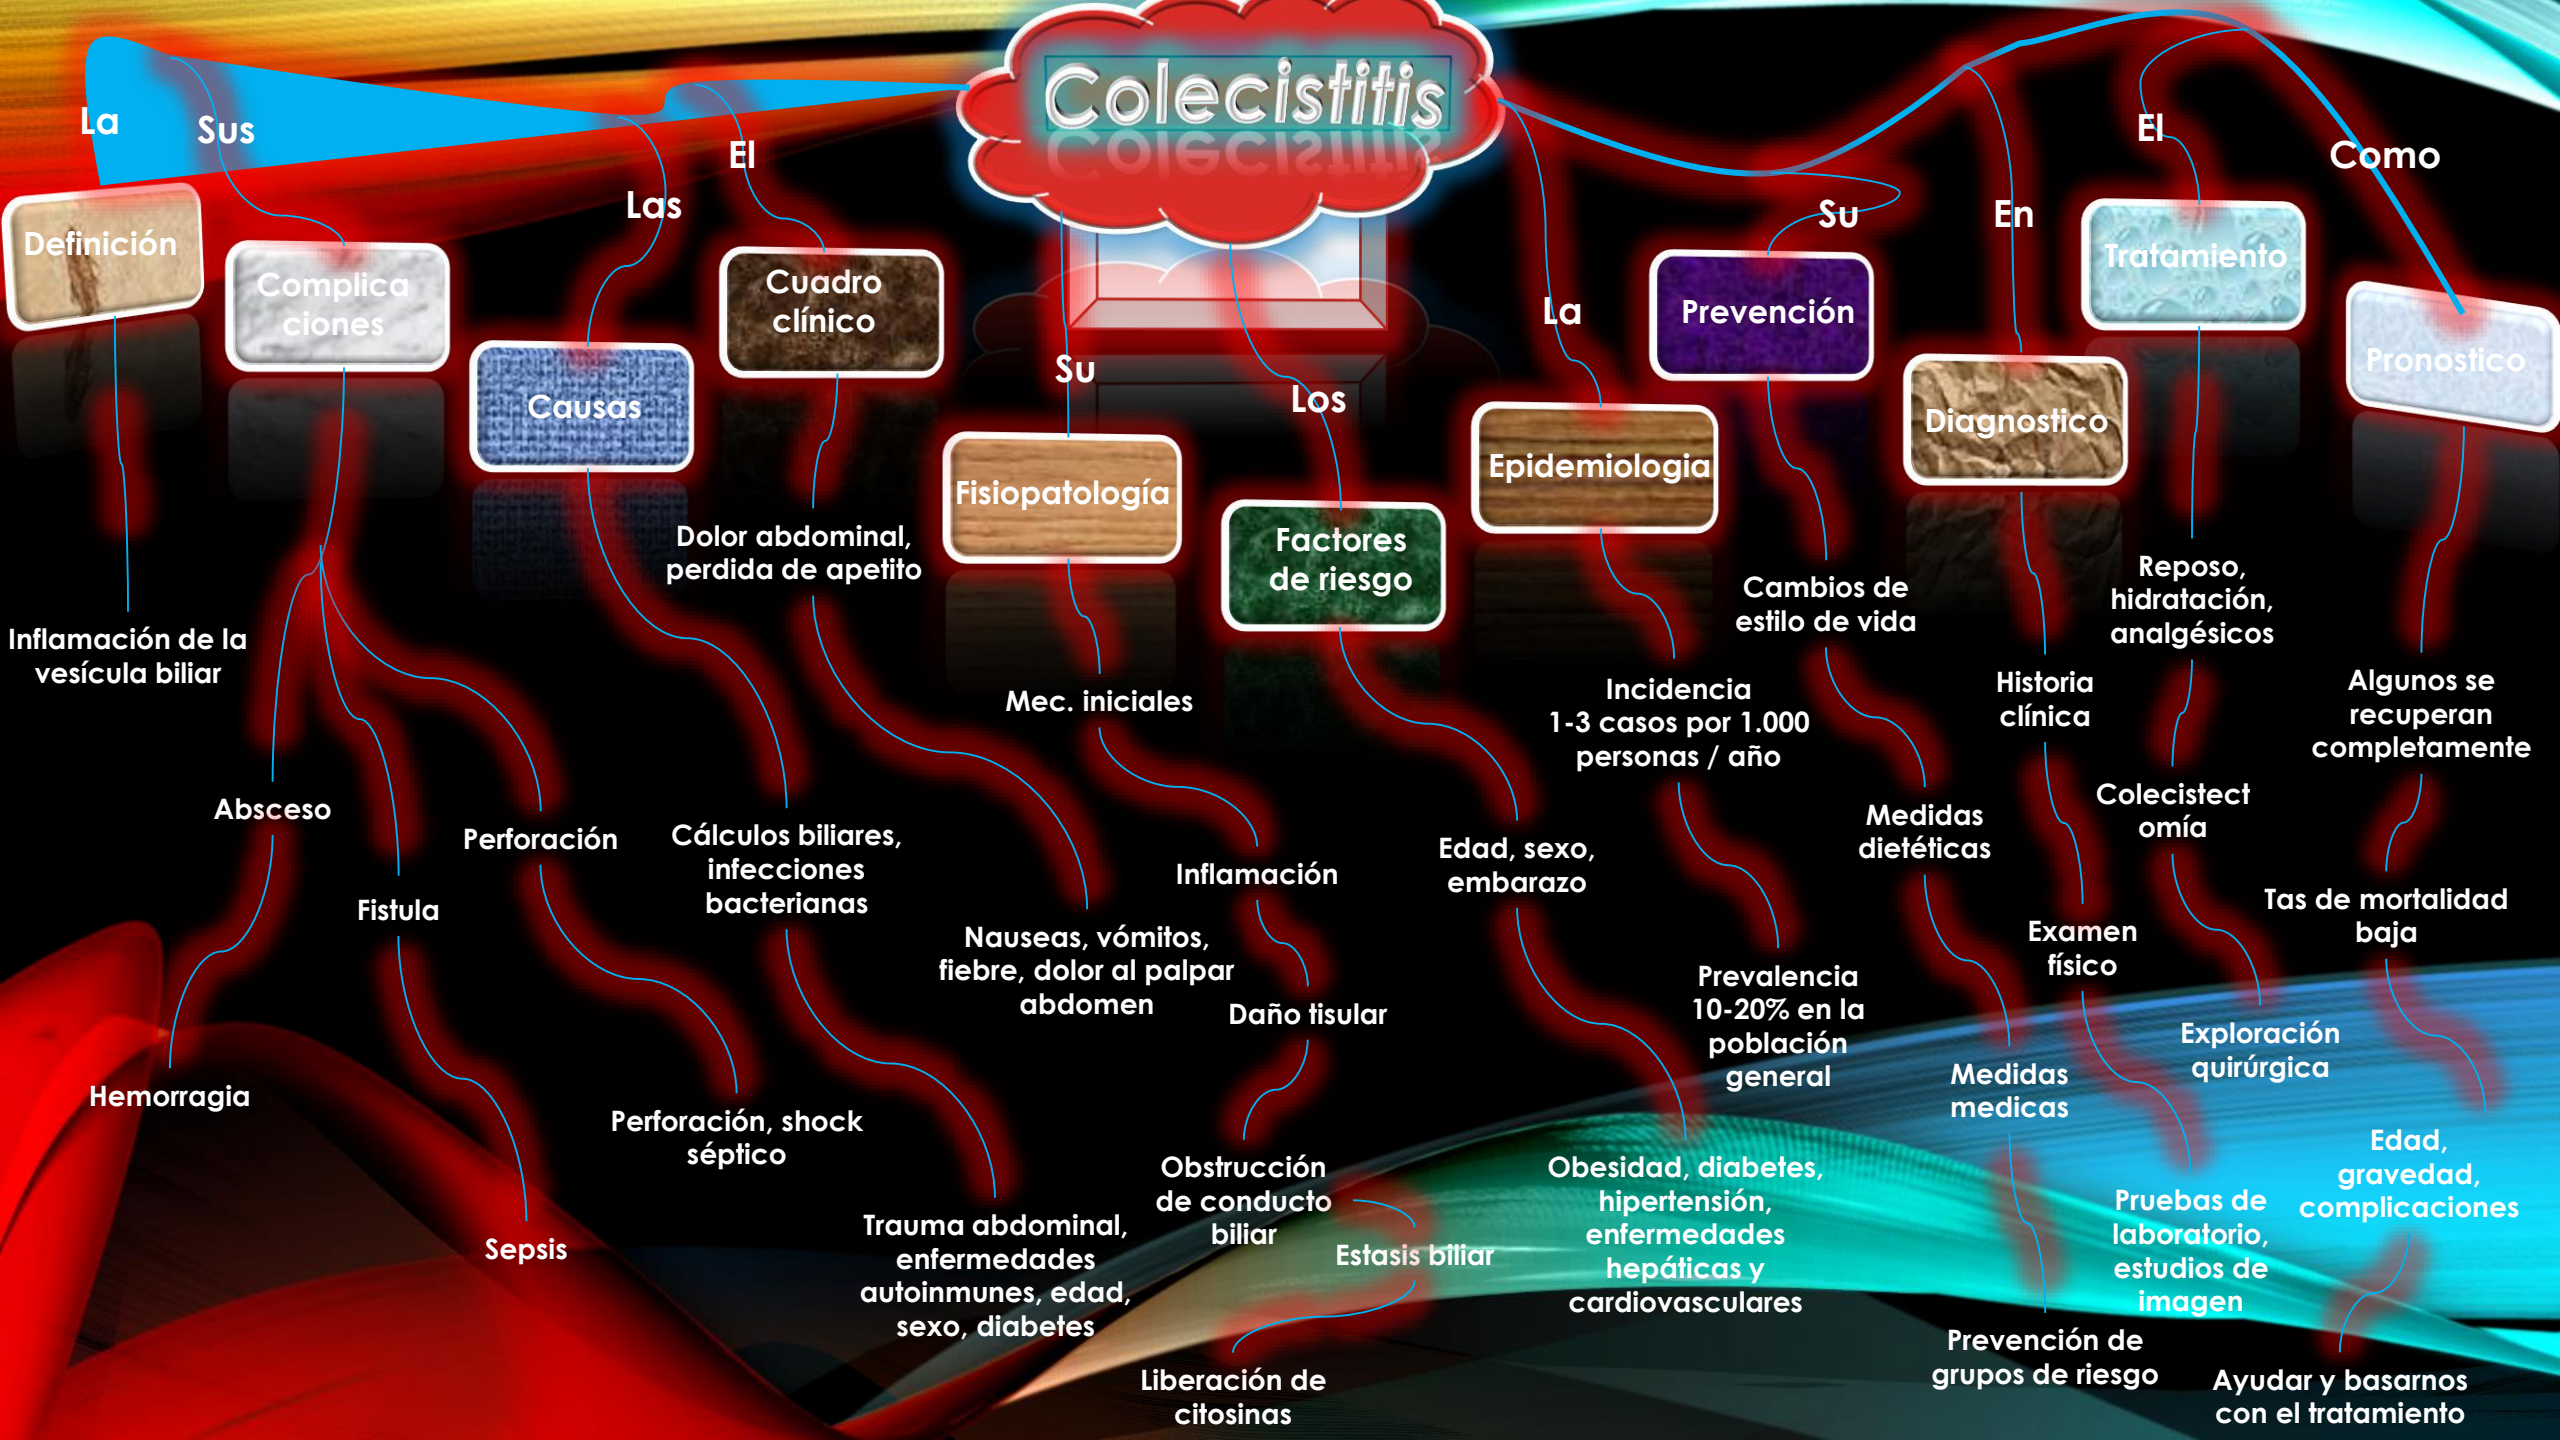 Colecistitis
La
Definición
Inflamación de la
vesícula biliar
Sus
Complica
ciones
Absceso
Hemorragia
Fistula
Sepsis
Perforación
Perforación, shock
séptico
Las
Causas
Cálculos biliares,
infecciones
bacterianas
Trauma abdominal,
enfermedades
autoinmunes, edad,
sexo, diabetes
El
Cuadro
clínico
Dolor abdominal,
perdida de apetito
Nauseas, vómitos,
fiebre, dolor al palpar
abdomen
Su
Fisiopatología
Mec. iniciales
Inflamación
Daño tisular
Obstrucción
de conducto
biliar
Estasis biliar
Liberación de
citosinas
Los
Factores
de riesgo
Edad, sexo,
embarazo
Obesidad, diabetes,
hipertensión,
enfermedades
hepáticas y
cardiovasculares
La
Epidemiologia
Incidencia
1-3 casos por 1.000
personas / año
Prevalencia
10-20% en la
población
general
Su
Prevención
Cambios de
estilo de vida
Medidas
dietéticas
Medidas
medicas
Prevención de
grupos de riesgo
En
Diagnostico
Historia
clínica
Examen
físico
Pruebas de
laboratorio,
estudios de
imagen
El
Tratamiento
Reposo,
hidratación,
analgésicos
Colecistect
omía
Exploración
quirúrgica
Como
Pronostico
Algunos se
recuperan
completamente
Tas de mortalidad
baja
Edad,
gravedad,
complicaciones
Ayudar y basarnos
con el tratamiento